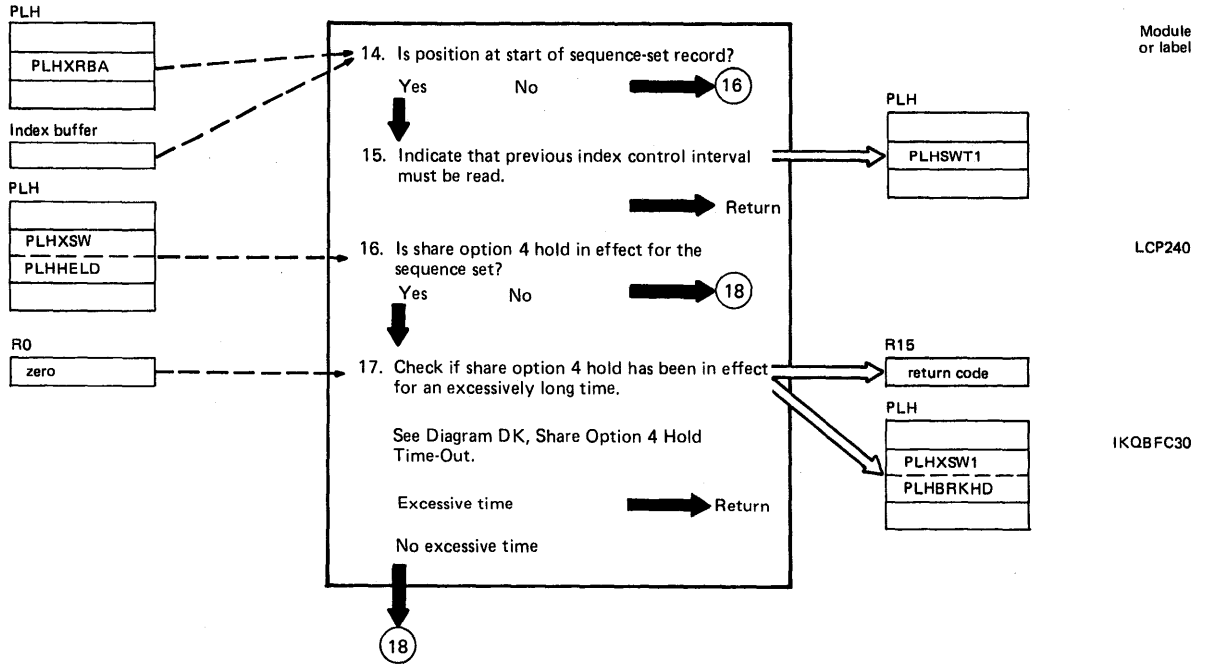 PLH
PLHXRBA
Index buffer
PLH
PLHXSW
PLHHELD
R0
zero
14. Is position at start of sequence-set record?
Yes No 16
15. Indicate that previous index control interval
must be read.
Return
16. Is share option 4 hold in effect for the
sequence set?
Yes No 18
17. Check if share option 4 hold has been in effect
for an excessively long time.
See Diagram DK, Share Option 4 Hold
Time-Out.
Excessive time Return
No excessive time
18
PLH
PLHSWT1
R15
return code
PLH
PLHXSW1
PLHBRKHD
Module
or label
LCP240
IKQBFC30